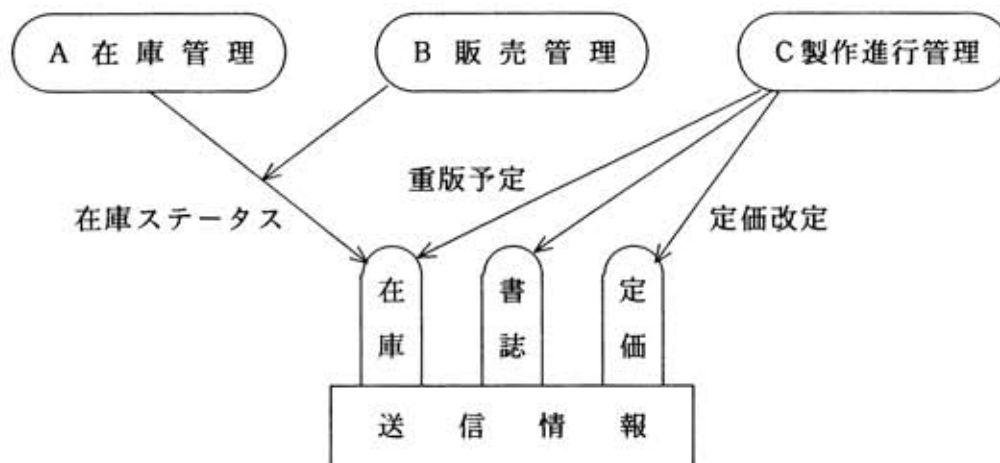 A 在庫管理
B 販売管理
C製作進行管理
重版予定
在庫ステータス
定価改定
在庫
書誌
定価
送信情報